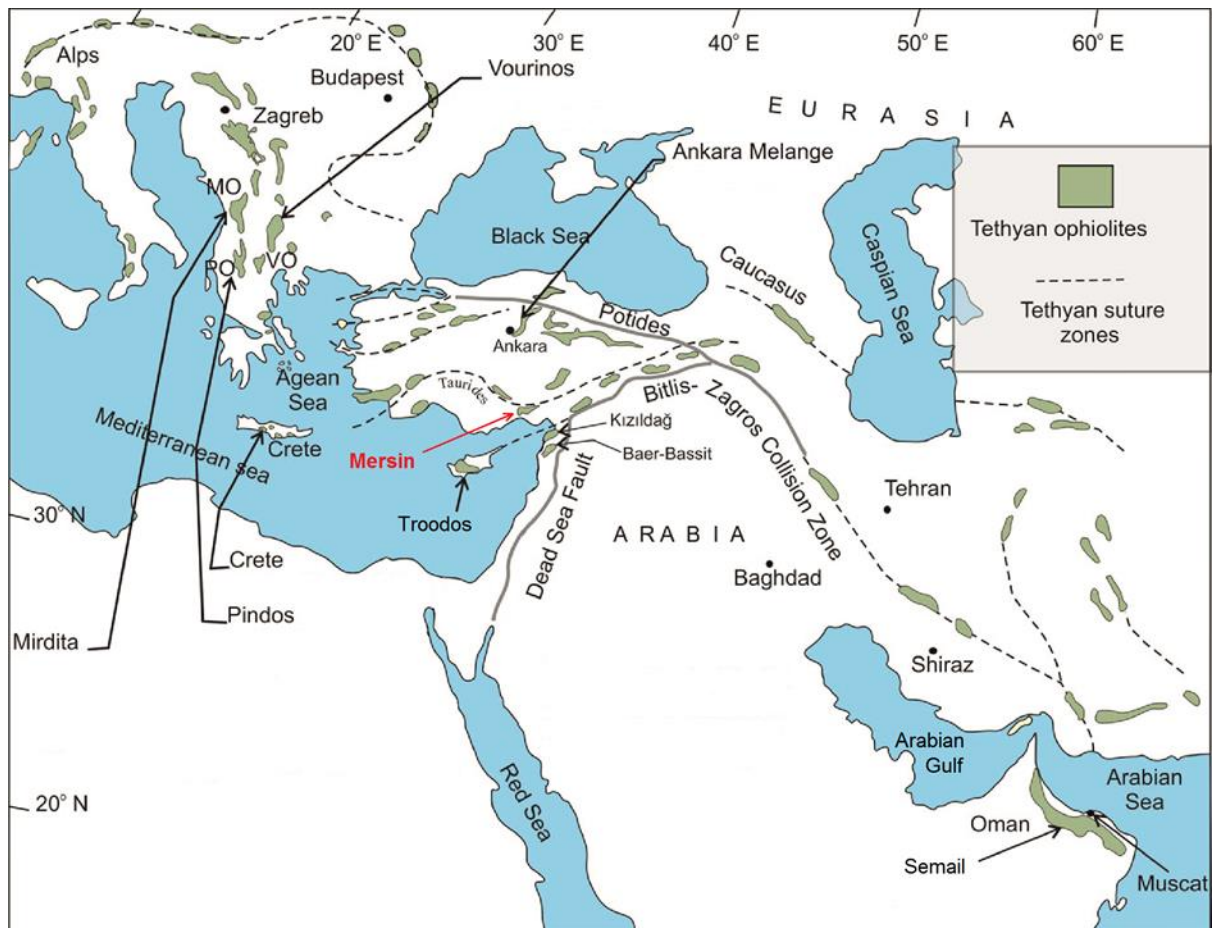 20° E
30° E
40° E
50° E
60° E
Alps
Budapest
Vourinos
Zagreb
EURASIA
Ankara Melange
MO
PO
VO
Black Sea
Caucasus
Caspian Sea
Tethyan ophiolites
Tethyan suture
zones
Potides
Ankara
Agean
Sea
Taurides
Bitlis-
Zagros Collision Zone
Mediterranean sea
Crete
Mersin
Kızıldağ
Baer-Bassit
Troodos
Dead Sea Fault
ARABIA
Tehran
Baghdad
30° N
Crete
Pindos
Mirdita
Shiraz
Red Sea
Arabian
Gulf
Arabian
Sea
20° N
Oman
Semail
Muscat